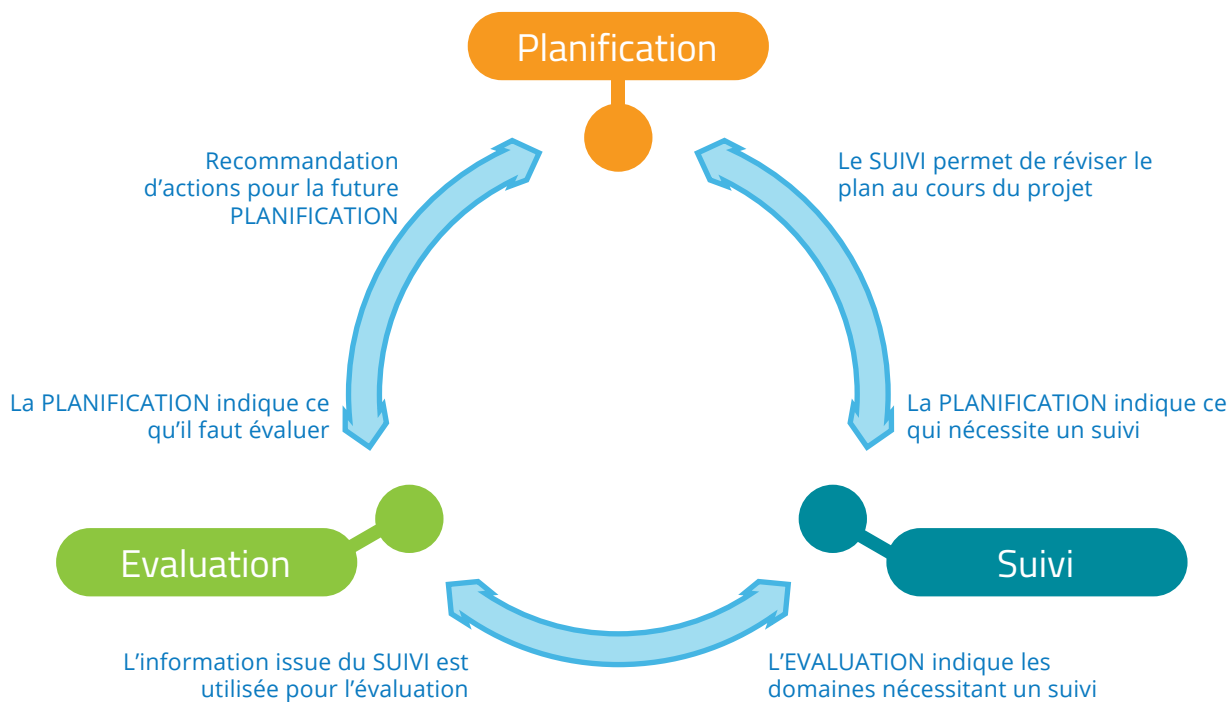 Planification
Recommandation
d’actions pour la future
PLANIFICATION
Le SUIVI permet de réviser le
plan au cours du projet
La PLANIFICATION indique ce
qu’il faut évaluer
La PLANIFICATION indique ce
qui nécessite un suivi
Evaluation
Suivi
L’information issue du SUIVI est
utilisée pour l’évaluation
L’EVALUATION indique les
domaines nécessitant un suivi